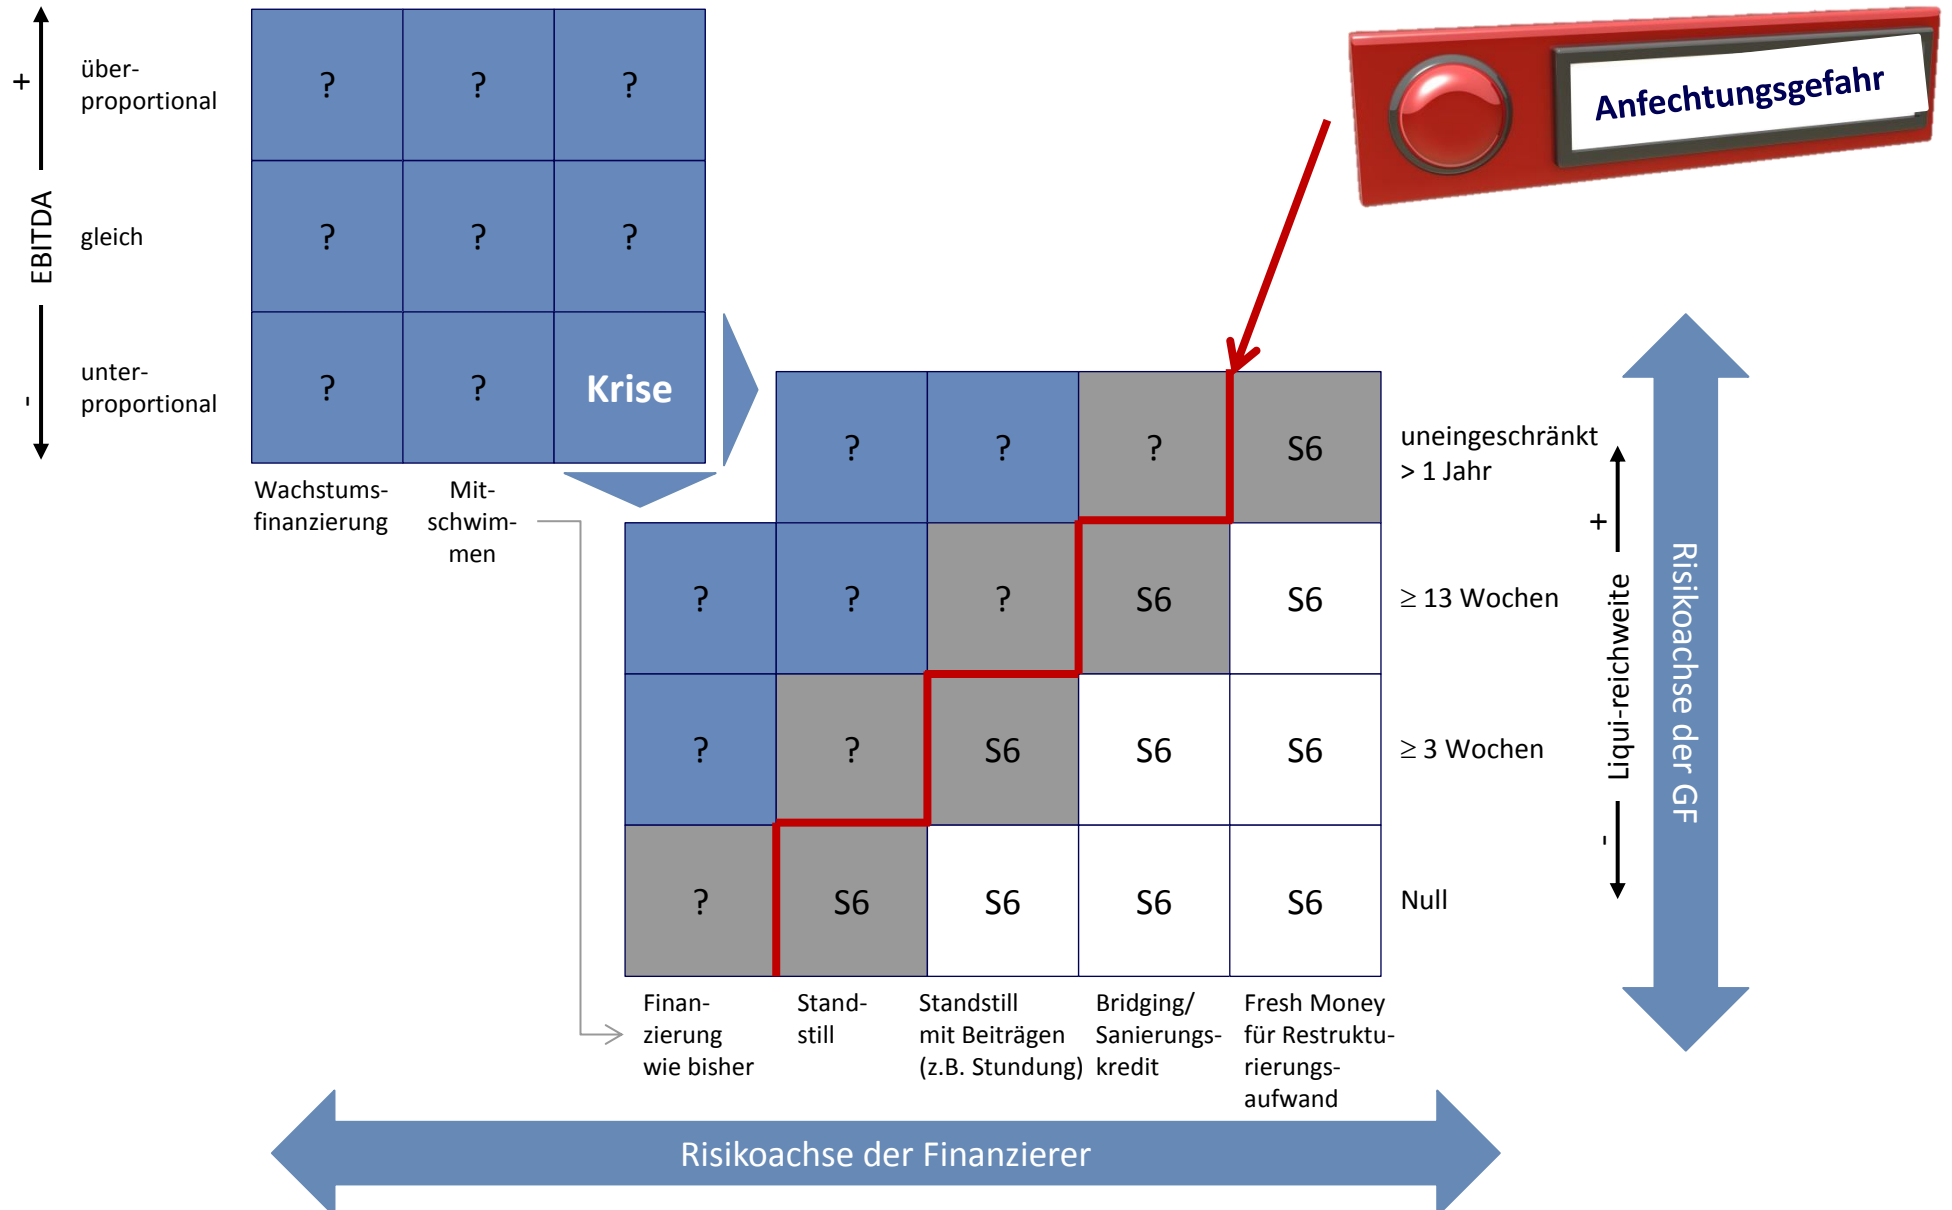 +
EBITDA
-
über-
proportional
gleich
unter-
proportional
? ? ?
? ? ?
? ? Krise
Wachstums-
finanzierung
Mit-
schwim-
men
Anfechtungsgefahr
? ? ? S6
? ? ? S6 S6
? ? S6 S6 S6
? S6 S6 S6 S6
uneingeschränkt
> 1 Jahr
≥ 13 Wochen
≥ 3 Wochen
Null
+
Liqui-reichweite
-
Risikoachse der GF
Finan-
zierung
wie bisher
Stand-
still
Standstill
mit Beiträgen
(z.B. Stundung)
Bridging/
Sanierungs-
kredit
Fresh Money
für Restruktu-
rierungs-
aufwand
Risikoachse der Finanzierer